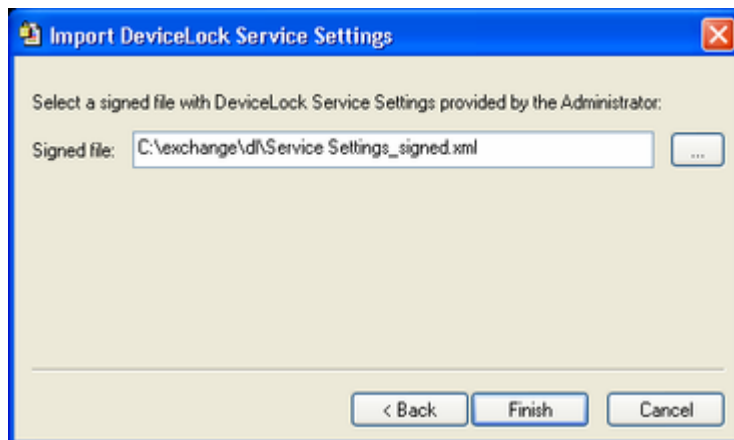 Import DeviceLock Service Settings
Select a signed file with DeviceLock Service Settings provided by the Administrator:
Signed file: C:\exchange\dl\Service Settings_signed.xml ...
< Back Finish Cancel